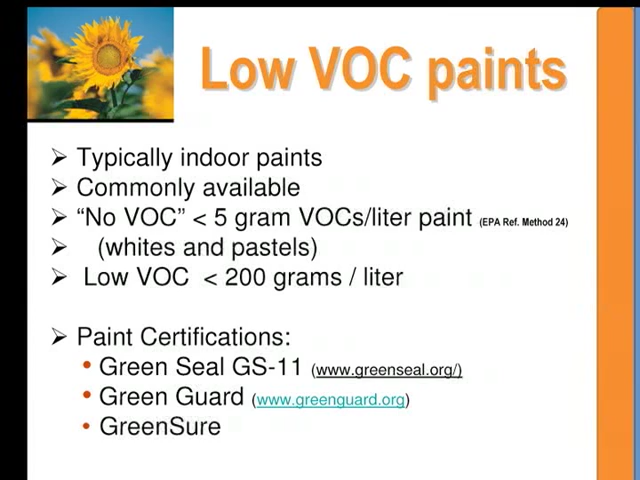 Low VOC paints
➢ Typically indoor paints
➢ Commonly available
➢ “No VOC” < 5 gram VOCs/liter paint (EPA Ref. Method 24)
➢ (whites and pastels)
➢ Low VOC < 200 grams / liter
➢ Paint Certifications:
• Green Seal GS-11 (www.greenseal.org/)
• Green Guard (www.greenguard.org)
• GreenSure